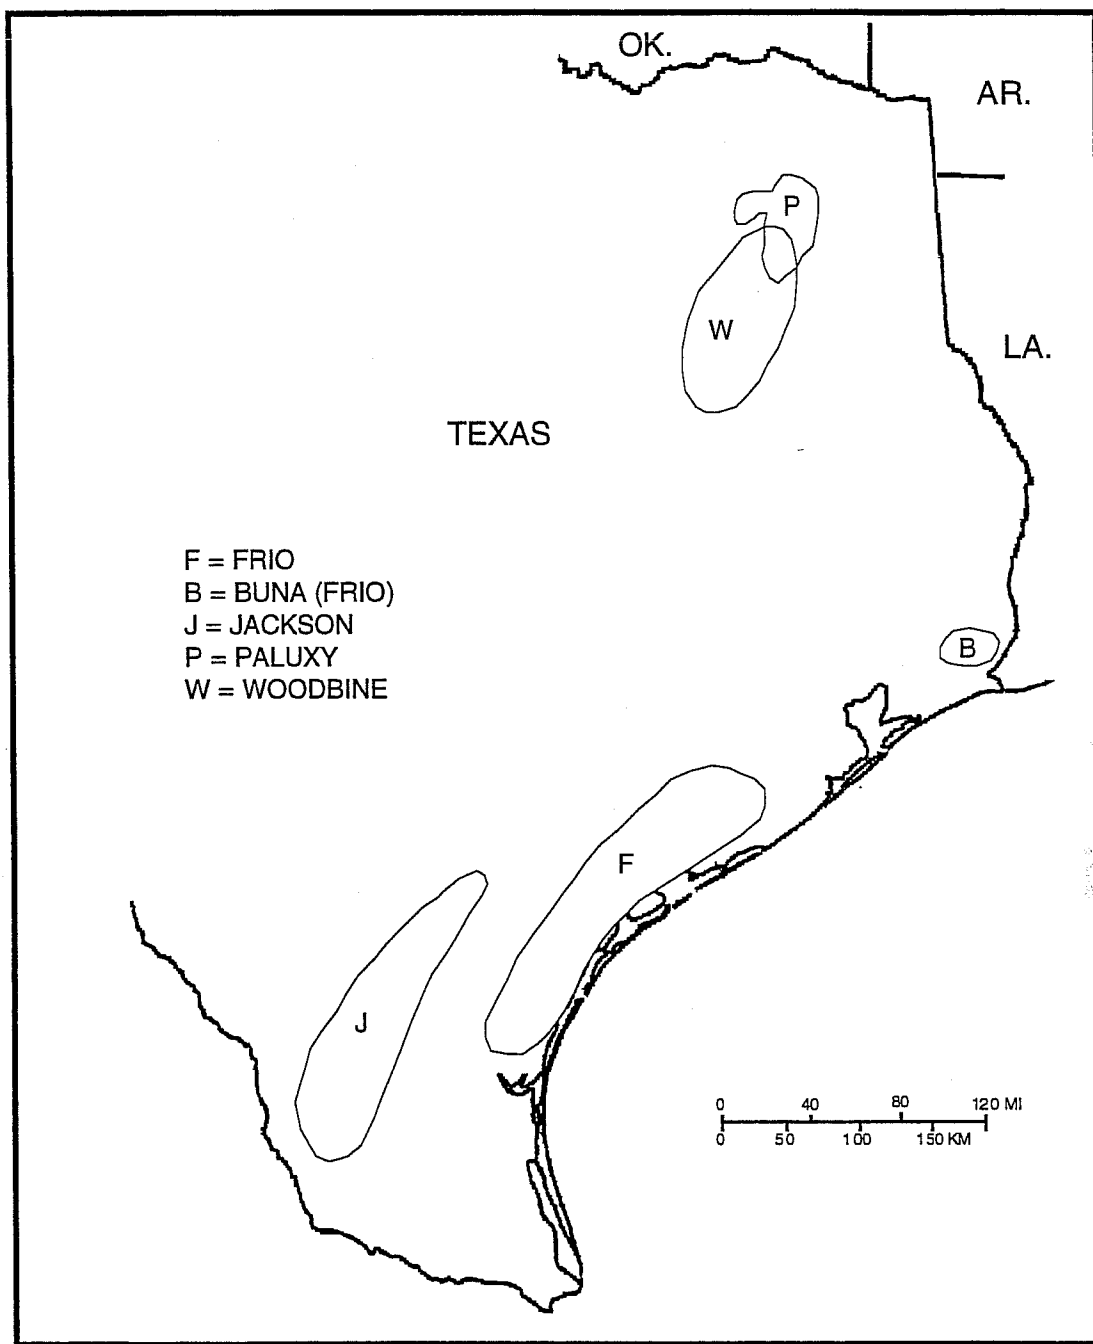 OK.
AR.
P
W
LA.
TEXAS
F = FRIO
B = BUNA (FRIO)
J = JACKSON
P = PALUXY
W = WOODBINE
B
F
J
0 40 80 120 MI
0 50 100 150 KM